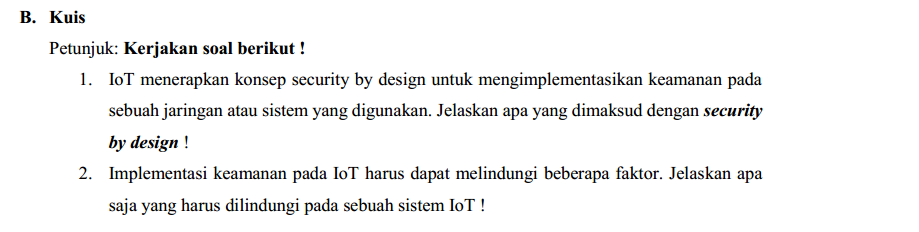 B. Kuis
Petunjuk: Kerjakan soal berikut !
1. IoT menerapkan konsep security by design untuk mengimplementasikan keamanan pada
sebuah jaringan atau sistem yang digunakan. Jelaskan apa yang dimaksud dengan security
by design !
2. Implementasi keamanan pada IoT harus dapat melindungi beberapa faktor. Jelaskan apa
saja yang harus dilindungi pada sebuah sistem IoT !